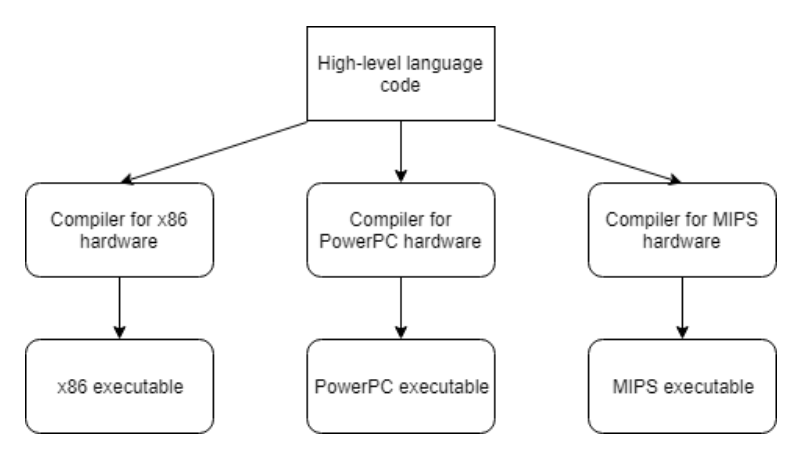 High-level language
code
Compiler for x86
hardware
Compiler for
PowerPC hardware
Compiler for MIPS
hardware
x86 executable
PowerPC executable
MIPS executable